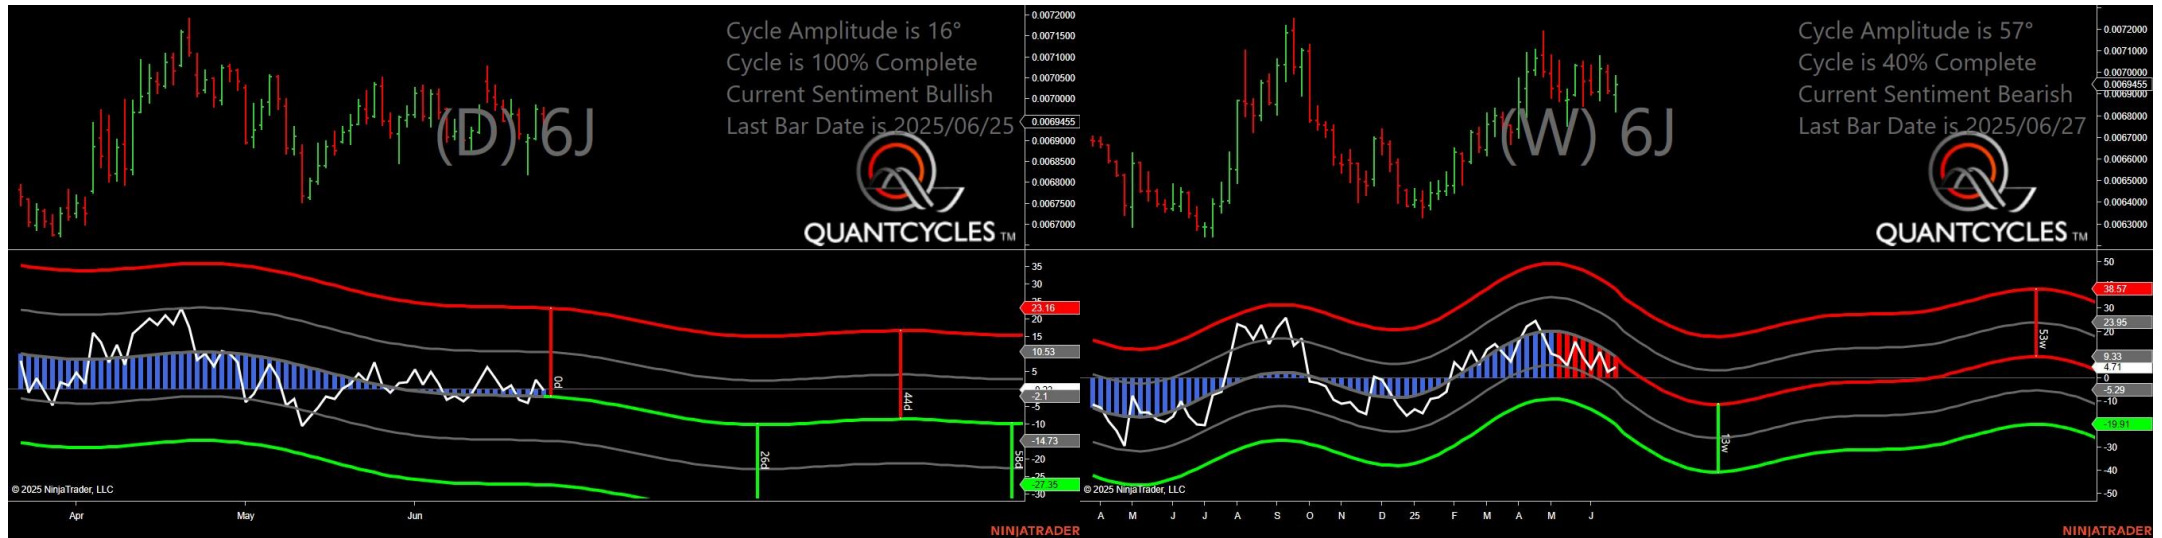 Cycle Amplitude is 16°
Cycle is 100% Complete
Current Sentiment Bullish
Last Bar Date is 2025/06/25
(D) 6J
QUANTCYCLES TM
0.0072000
0.0071500
0.0071000
0.0070500
0.0070000
0.0069455
0.0069000
0.0068500
0.0068000
0.0067500
0.0067000
35
30
23.16
20
15
10.53
5
-2.1
-5
-10
-14.73
-20
-25
-27.35
-30
0d
26d
44d
58d
© 2025 NinjaTrader, LLC
Apr
May
Jun
NINJATRADER
Cycle Amplitude is 57°
Cycle is 40% Complete
Current Sentiment Bearish
Last Bar Date is 2025/06/27
(W) 6J
QUANTCYCLES TM
0.0072000
0.0071000
0.0070000
0.0069455
0.0069000
0.0068000
0.0067000
0.0066000
0.0065000
0.0064000
0.0063000
50
38.57
30
23.95
20
9.33
4.71
0
-5.29
-10
-19.91
-30
-40
-50
13w
53w
© 2025 NinjaTrader, LLC
A
M
J
J
A
S
O
N
D
25
F
M
A
M
J
NINJATRADER